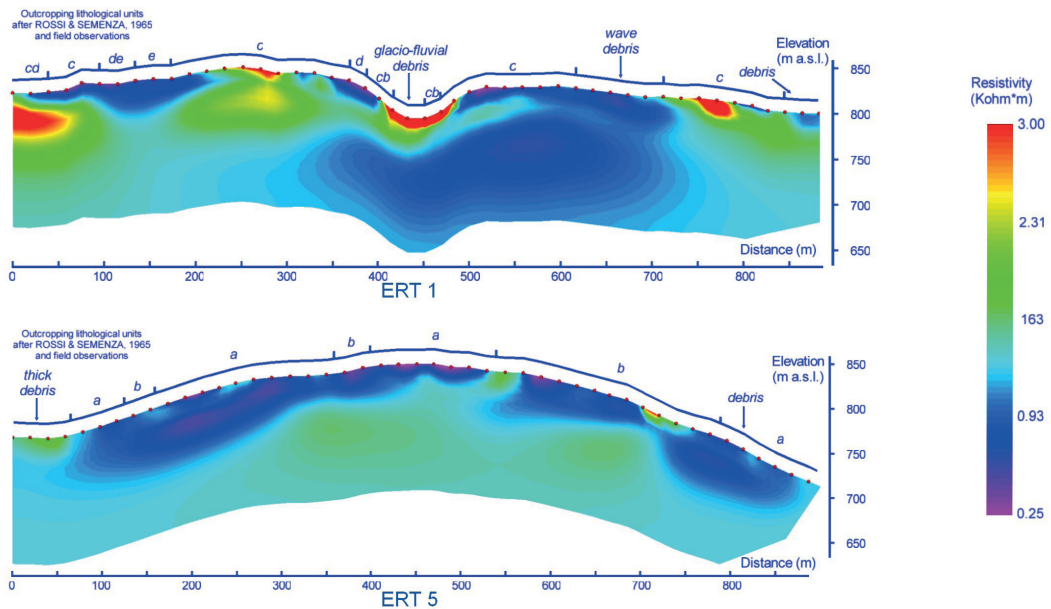 Outcropping lithological units
after ROSSI & SEMENZA, 1965
and field observations
cd
c
de
e
c
d
cb
glacio-fluvial
debris
cb
c
wave
debris
c
debris
Elevation
(m a.s.l.)
850
800
750
700
650
Distance (m)
0 100 200 300 400 500 600 700 800
ERT 1
Outcropping lithological units
after ROSSI & SEMENZA, 1965
and field observations
thick
debris
a
b
a
b
a
b
debris
a
Elevation
(m a.s.l.)
850
800
750
700
650
Distance (m)
0 100 200 300 400 500 600 700 800
ERT 5
Resistivity
(Kohm*m)
3.00
2.31
163
0.93
0.25